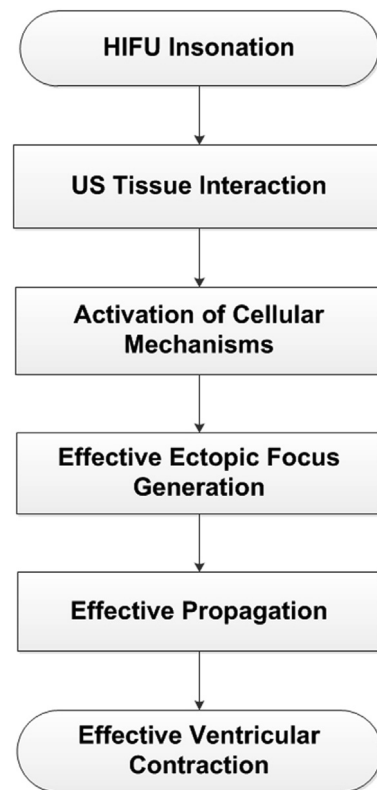 HIFU Insonation
US Tissue Interaction
Activation of Cellular
Mechanisms
Effective Ectopic Focus
Generation
Effective Propagation
Effective Ventricular
Contraction